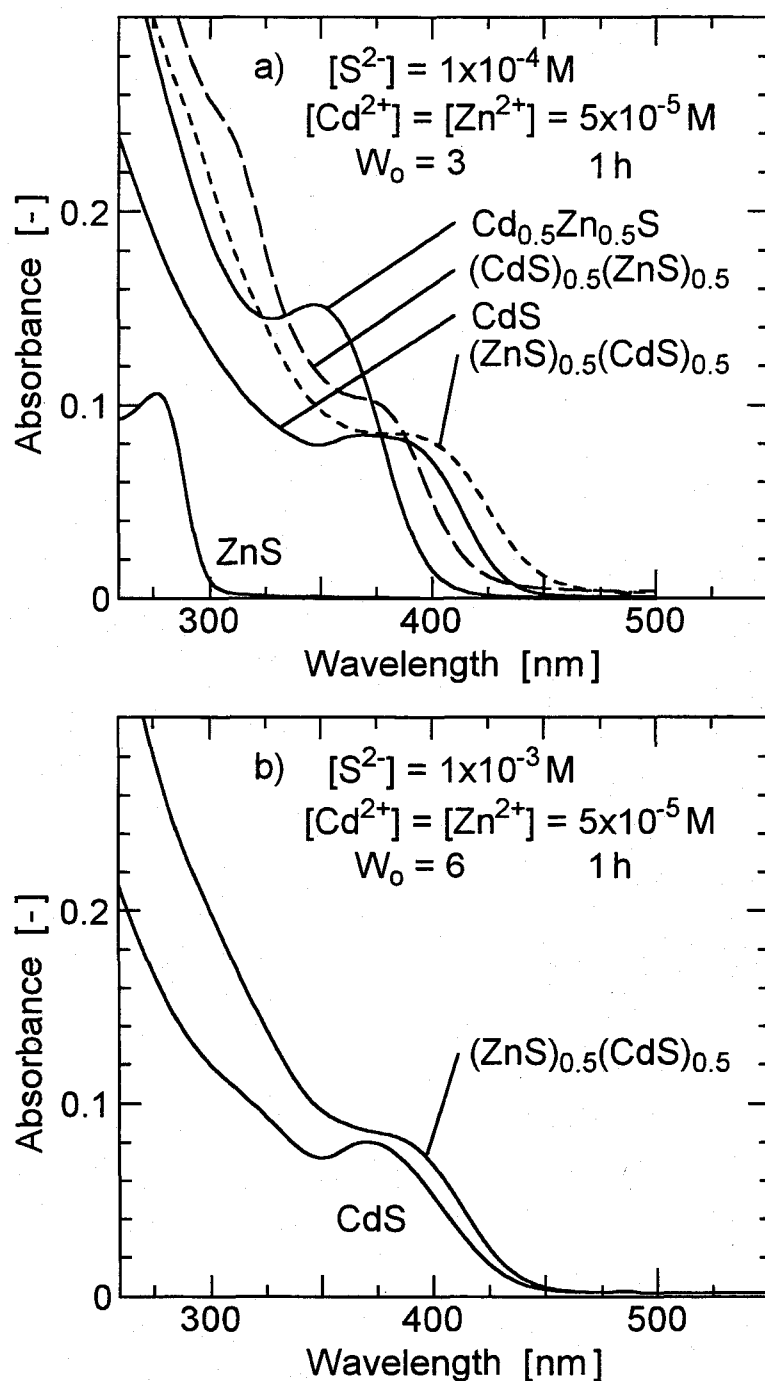 a) [S²⁻] = 1x10⁻⁴ M
[Cd²⁺] = [Zn²⁺] = 5x10⁻⁵ M
Wₒ = 3 1 h
Cd₀.₅Zn₀.₅S
(CdS)₀.₅(ZnS)₀.₅
CdS
(ZnS)₀.₅(CdS)₀.₅
ZnS
0.2
0.1
0
Absorbance [-]
300 400 500
Wavelength [nm]
b) [S²⁻] = 1x10⁻³ M
[Cd²⁺] = [Zn²⁺] = 5x10⁻⁵ M
Wₒ = 6 1 h
(ZnS)₀.₅(CdS)₀.₅
CdS
0.2
0.1
0
Absorbance [-]
300 400 500
Wavelength [nm]